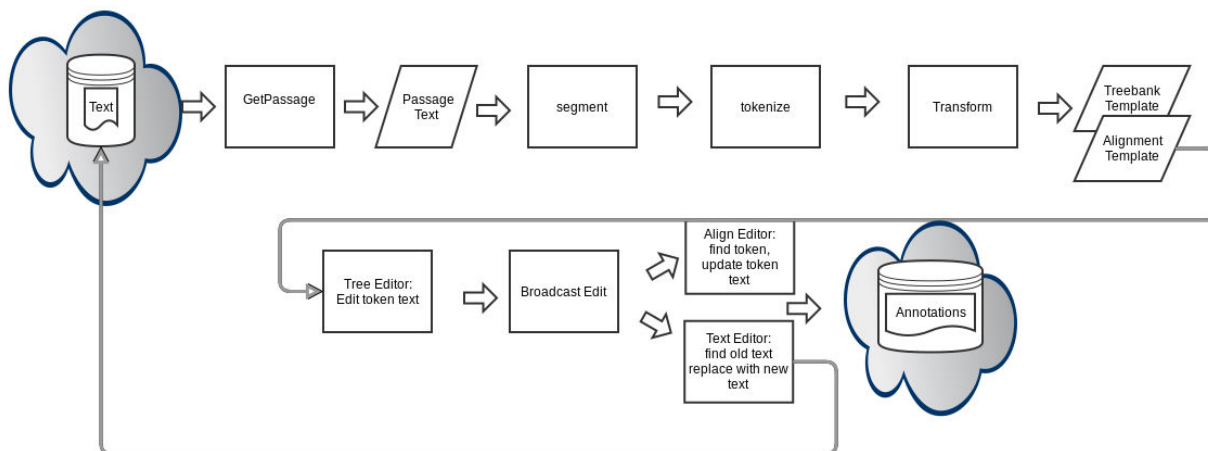 Text
GetPassage
Passage
Text
segment
tokenize
Transform
Treebank
Template
Alignment
Template
Tree Editor:
Edit token text
Broadcast Edit
Align Editor:
find token,
update token
text
Text Editor:
find old text
replace with new
text
Annotations